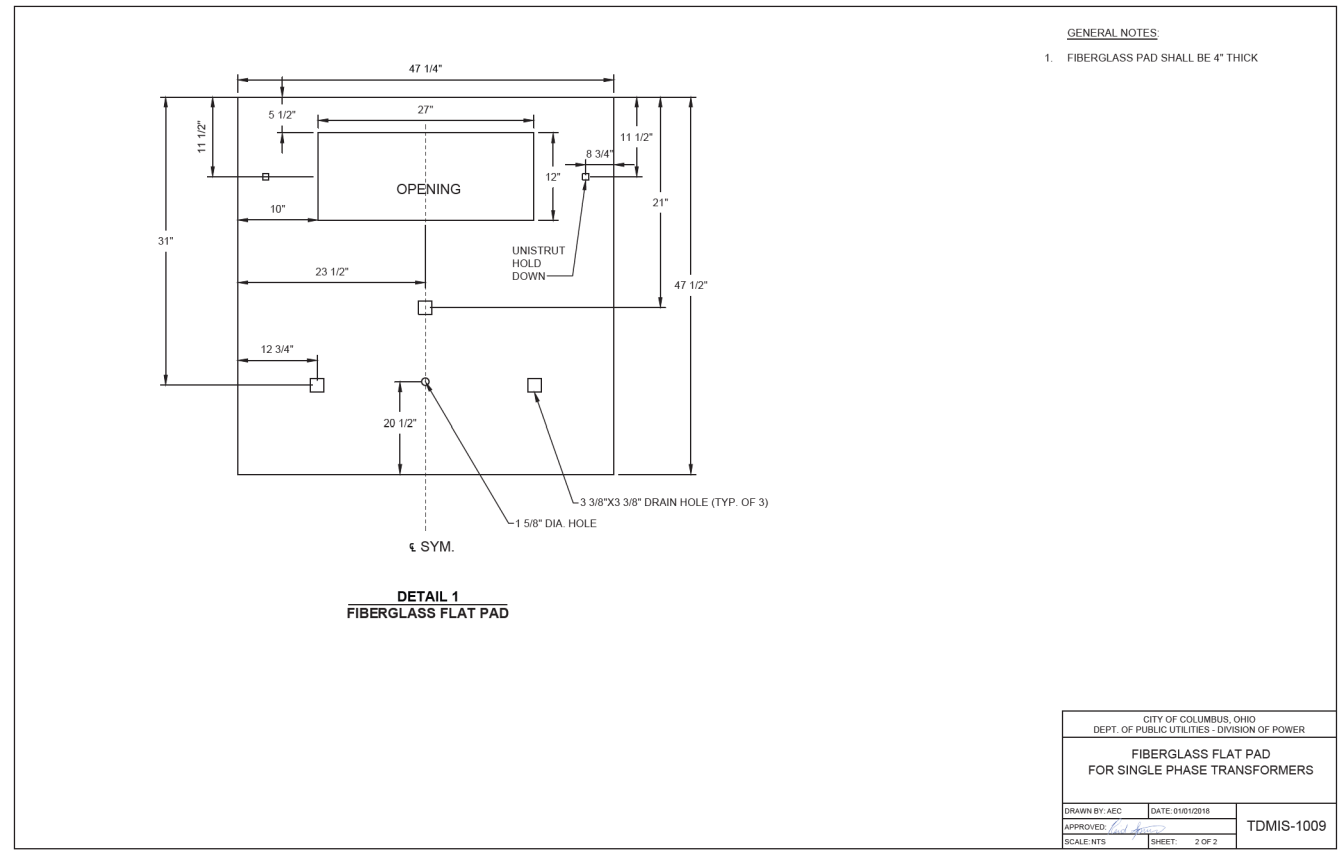 GENERAL NOTES:
1. FIBERGLASS PAD SHALL BE 4" THICK
47 1/4"
5 1/2"
27"
11 1/2"
11 1/2"
8 3/4"
12"
OPENING
10"
21"
31"
UNISTRUT
HOLD
DOWN
23 1/2"
47 1/2"
12 3/4"
20 1/2"
3 3/8"X3 3/8" DRAIN HOLE (TYP. OF 3)
1 5/8" DIA. HOLE
℄ SYM.
DETAIL 1
FIBERGLASS FLAT PAD
CITY OF COLUMBUS, OHIO
DEPT. OF PUBLIC UTILITIES - DIVISION OF POWER
FIBERGLASS FLAT PAD
FOR SINGLE PHASE TRANSFORMERS
DRAWN BY: AEC
DATE: 01/01/2018
APPROVED:
TDMIS-1009
SCALE: NTS
SHEET: 2 OF 2